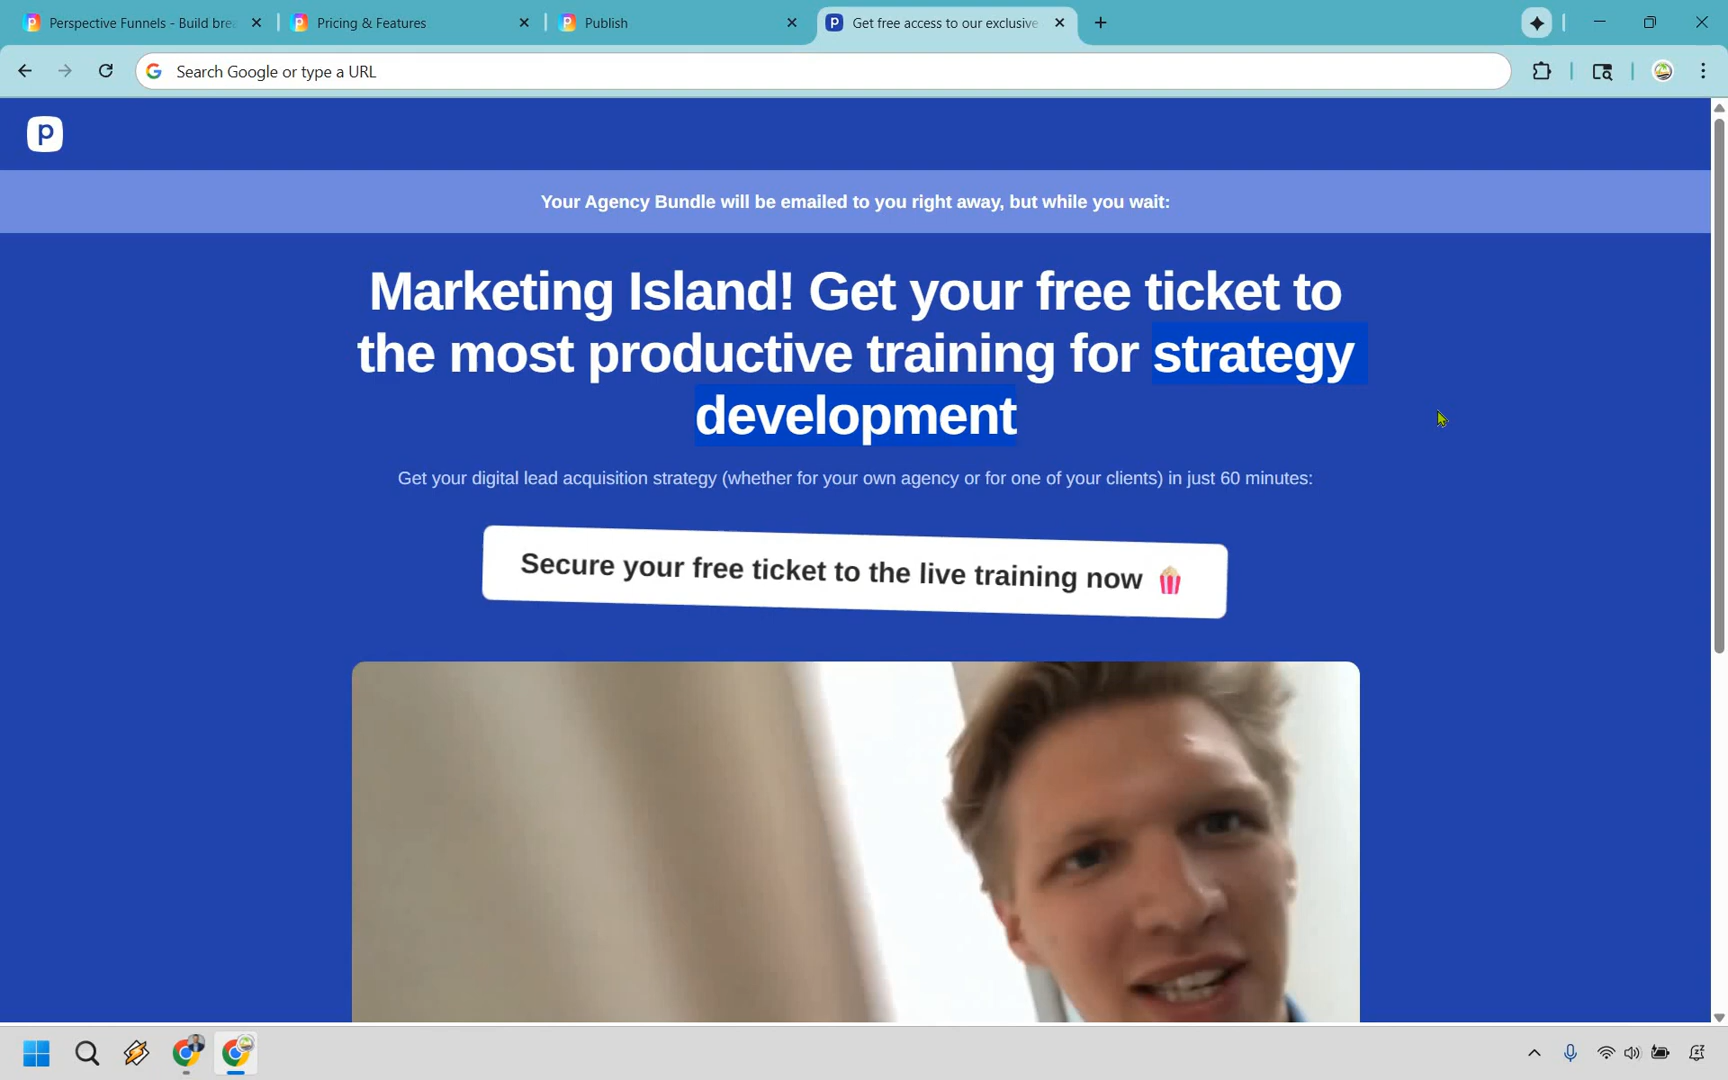 Perspective Funnels - Build brea
Pricing & Features
Publish
Get free access to our exclusive
Search Google or type a URL
p
Your Agency Bundle will be emailed to you right away, but while you wait:
Marketing Island! Get your free ticket to
the most productive training for strategy
development
Get your digital lead acquisition strategy (whether for your own agency or for one of your clients) in just 60 minutes:
Secure your free ticket to the live training now 🍿